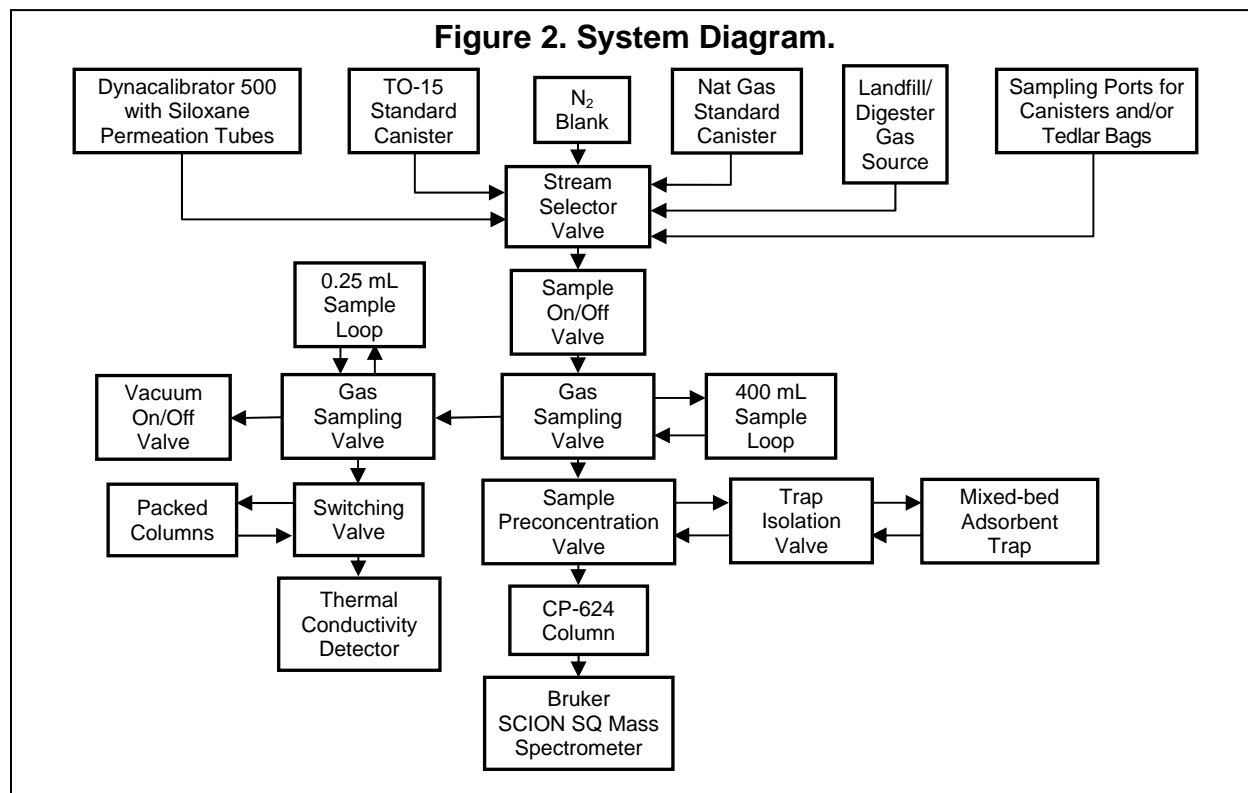 Figure 2. System Diagram.
Dynacalibrator 500
with Siloxane
Permeation Tubes
TO-15
Standard
Canister
N₂
Blank
Nat Gas
Standard
Canister
Landfill/
Digester
Gas
Source
Sampling Ports for
Canisters and/or
Tedlar Bags
Stream
Selector
Valve
0.25 mL
Sample
Loop
Sample
On/Off
Valve
Vacuum
On/Off
Valve
Gas
Sampling
Valve
Gas
Sampling
Valve
400 mL
Sample
Loop
Packed
Columns
Switching
Valve
Sample
Preconcentration
Valve
Trap
Isolation
Valve
Mixed-bed
Adsorbent
Trap
Thermal
Conductivity
Detector
CP-624
Column
Bruker
SCION SQ Mass
Spectrometer